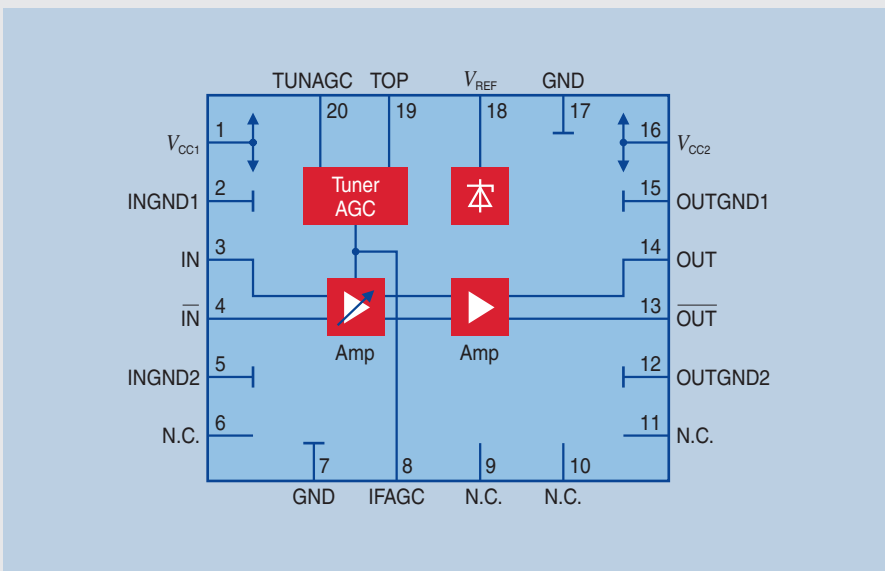 TUNAGC TOP VREF GND
20 19 18 17
VCC1 1 16 VCC2
Tuner
AGC
INGND1 2 15 OUTGND1
IN 3 14 OUT
I̅N̅ 4 13 O̅U̅T̅
Amp Amp
INGND2 5 12 OUTGND2
N.C. 6 11 N.C.
7 8 9 10
GND IFAGC N.C. N.C.